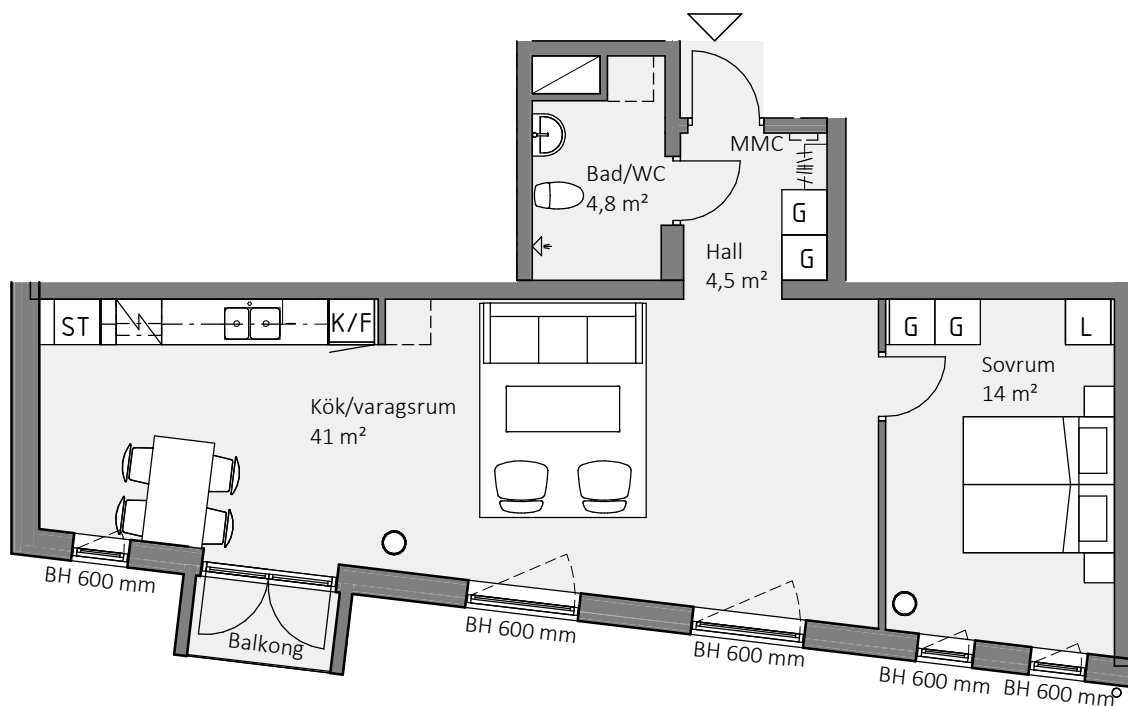 MMC
Bad/WC
4,8 m²
G
Hall
4,5 m²
G
ST
K/F
G G L
Sovrum
14 m²
Kök/varagsrum
41 m²
BH 600 mm
Balkong
BH 600 mm
BH 600 mm
BH 600 mm
BH 600 mm